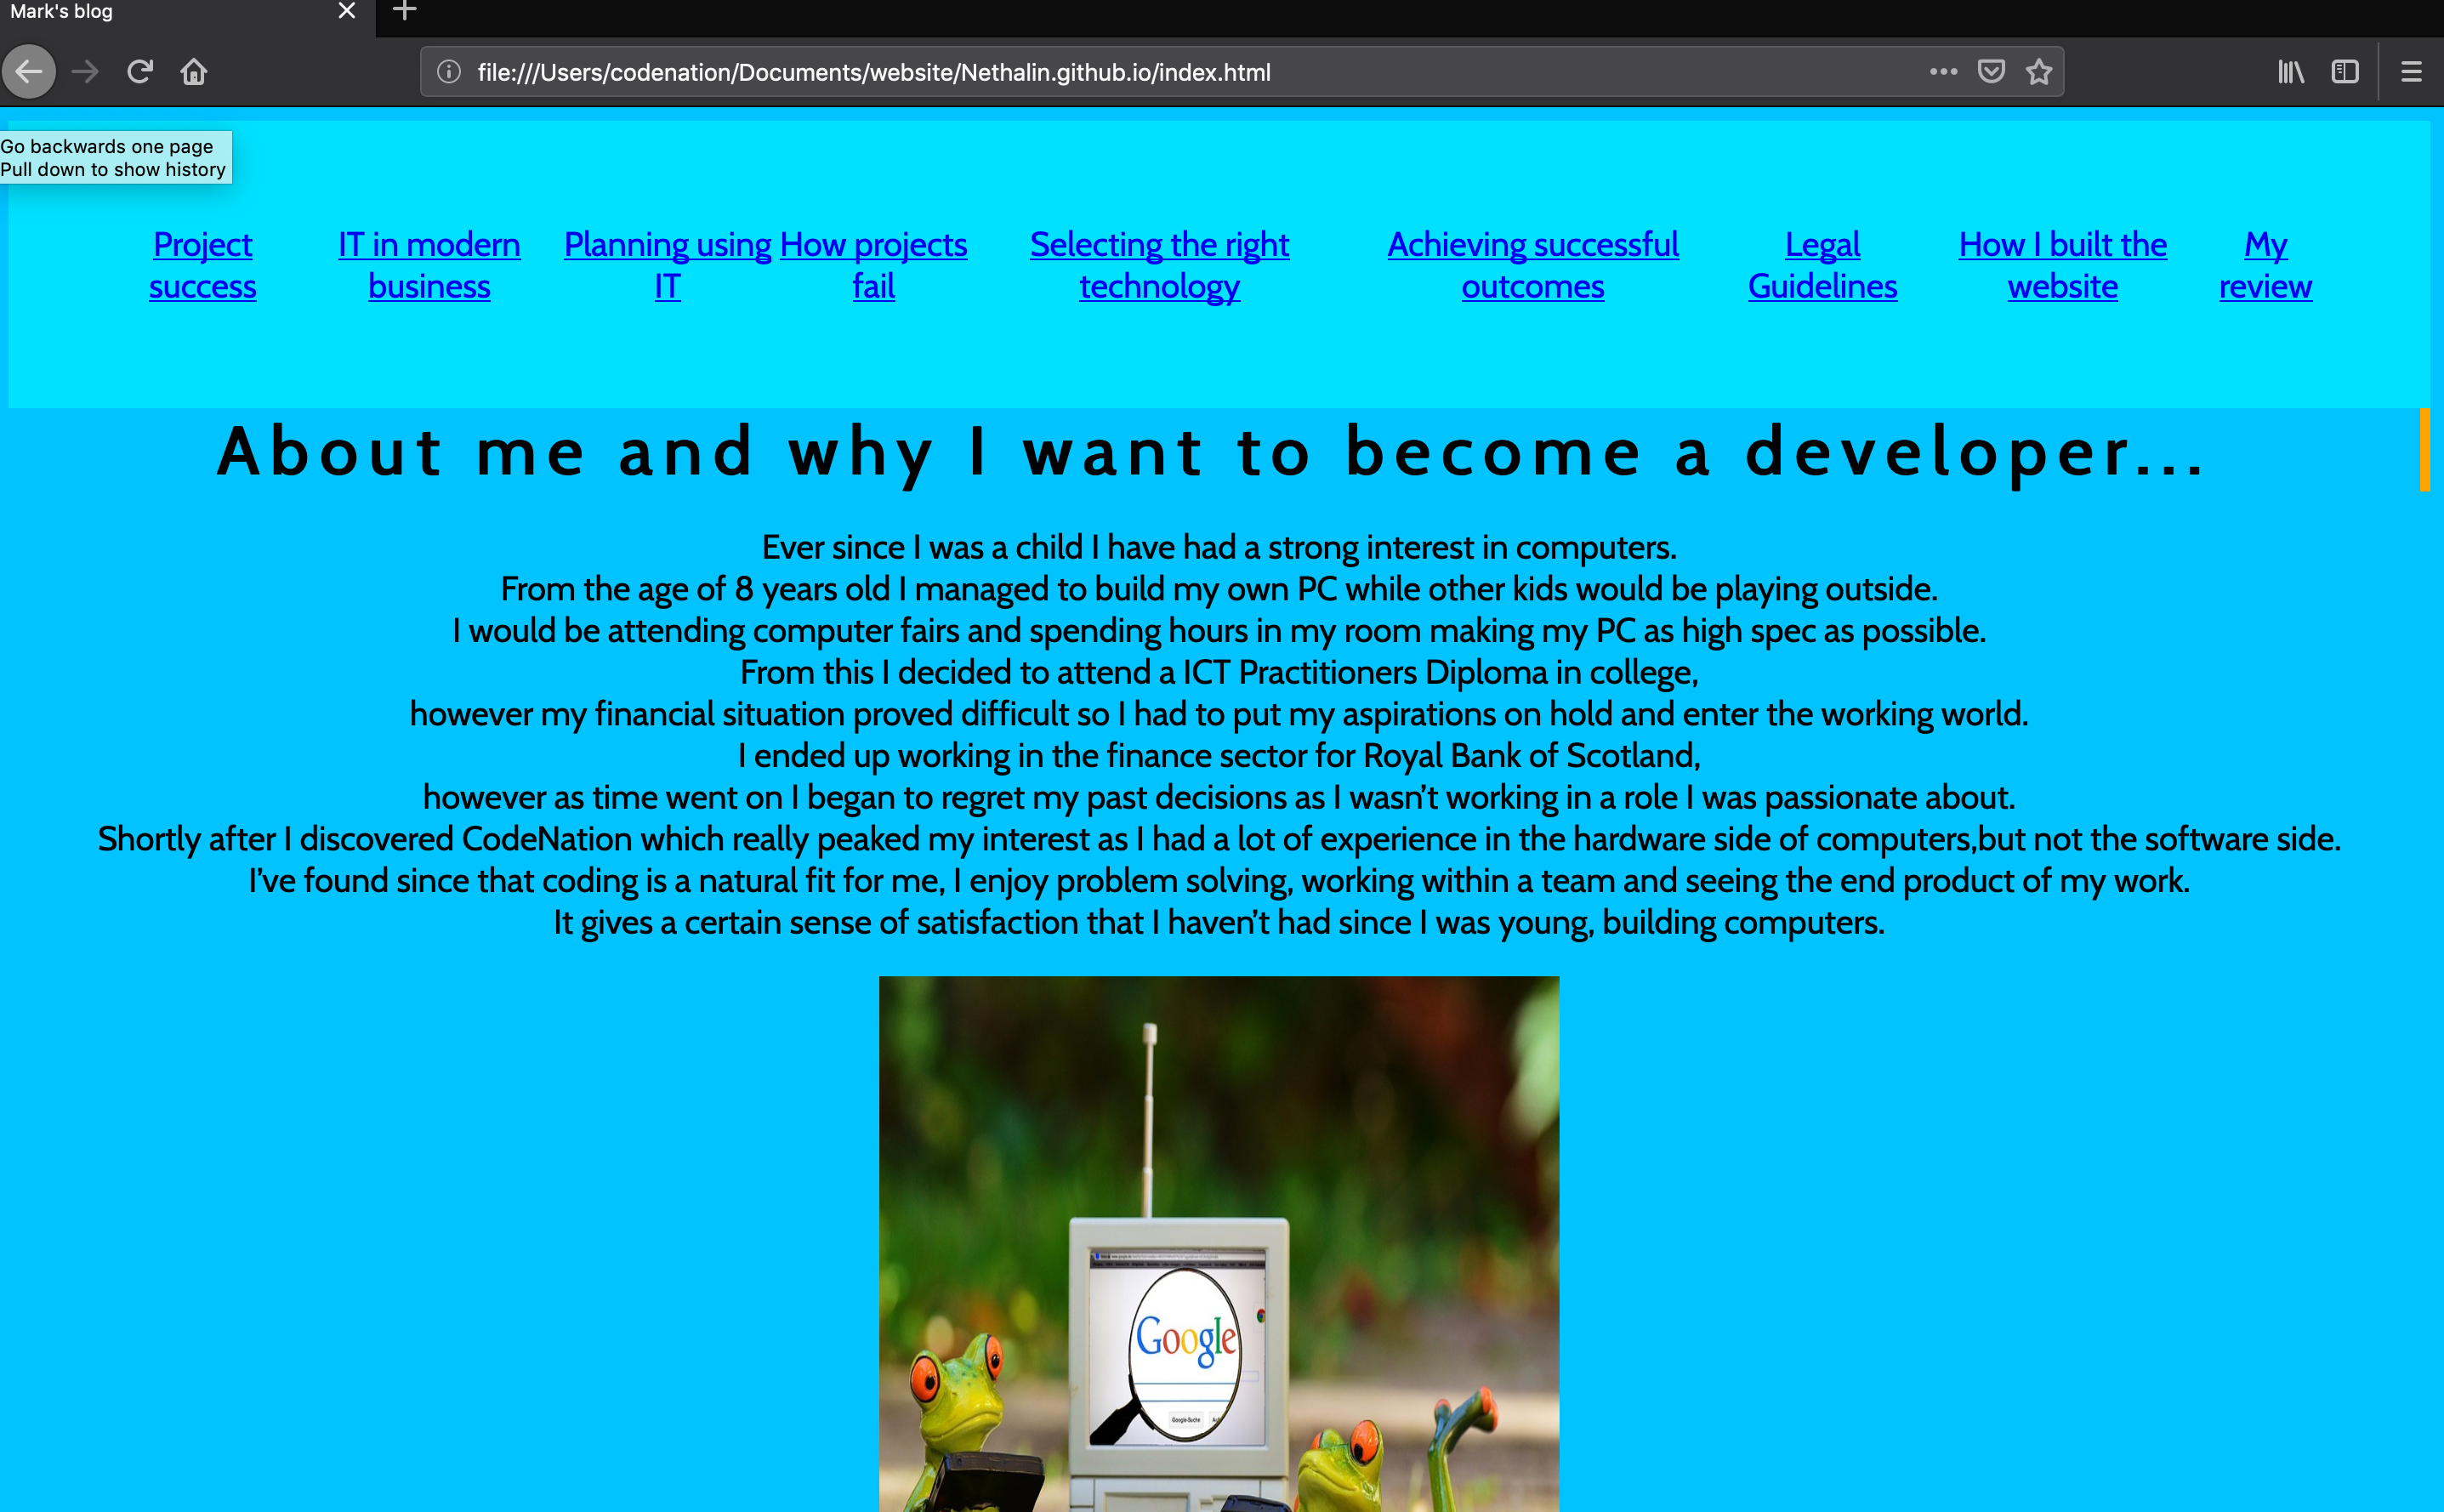 Mark's blog
file:///Users/codenation/Documents/website/Nethalin.github.io/index.html
Go backwards one page
Pull down to show history
Project success
IT in modern business
Planning using IT
How projects fail
Selecting the right technology
Achieving successful outcomes
Legal Guidelines
How I built the website
My review
About me and why I want to become a developer...
Ever since I was a child I have had a strong interest in computers.
From the age of 8 years old I managed to build my own PC while other kids would be playing outside.
I would be attending computer fairs and spending hours in my room making my PC as high spec as possible.
From this I decided to attend a ICT Practitioners Diploma in college,
however my financial situation proved difficult so I had to put my aspirations on hold and enter the working world.
I ended up working in the finance sector for Royal Bank of Scotland,
however as time went on I began to regret my past decisions as I wasn’t working in a role I was passionate about.
Shortly after I discovered CodeNation which really peaked my interest as I had a lot of experience in the hardware side of computers,but not the software side.
I’ve found since that coding is a natural fit for me, I enjoy problem solving, working within a team and seeing the end product of my work.
It gives a certain sense of satisfaction that I haven’t had since I was young, building computers.
Google
Google-Suche